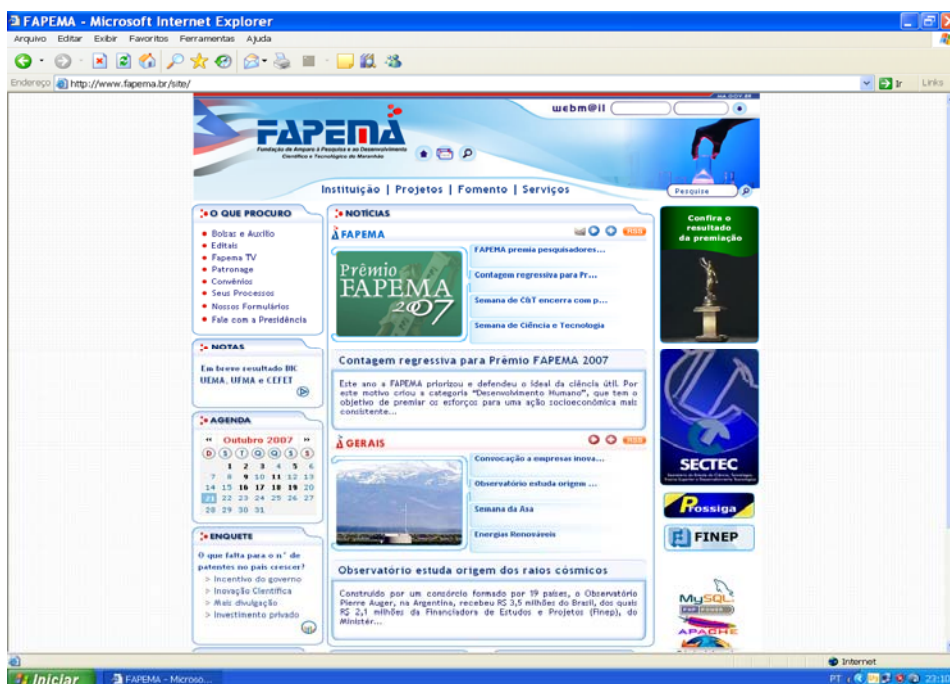 FAPEMA - Microsoft Internet Explorer
Arquivo Editar Exibir Favoritos Ferramentas Ajuda
Endereço http://www.fapema.br/site/ Ir Links
MA.GOV.BR
webm@il
FAPEMA
Fundação de Amparo à Pesquisa e ao Desenvolvimento
Científico e Tecnológico do Maranhão
Instituição | Projetos | Fomento | Serviços
Pesquise
O QUE PROCURO
Bolsas e Auxílio
Editais
Fapema TV
Patronage
Convênios
Seus Processos
Nossos Formulários
Fale com a Presidência
NOTAS
Em breve resultado BIC
UEMA, UFMA e CEFET
AGENDA
« Outubro 2007 »
D S T Q Q S S
1 2 3 4 5 6
7 8 9 10 11 12 13
14 15 16 17 18 19 20
21 22 23 24 25 26 27
28 29 30 31
ENQUETE
O que falta para o n° de
patentes no país crescer?
> Incentivo do governo
> Inovação Científica
> Mais divulgação
> Investimento privado
NOTÍCIAS
FAPEMA
RSS
Prêmio
FAPEMA
2007
FAPEMA premia pesquisadores...
Contagem regressiva para Pr...
Semana de C&T encerra com p...
Semana de Ciência e Tecnologia
Contagem regressiva para Prêmio FAPEMA 2007
Este ano a FAPEMA priorizou e defendeu o ideal da ciência útil. Por
este motivo criou a categoria "Desenvolvimento Humano", que tem o
objetivo de premiar os esforços para uma ação socioeconômica mais
consistente...
GERAIS
RSS
Convocação a empresas inova...
Observatório estuda origem ...
Semana da Asa
Energias Renováveis
Observatório estuda origem dos raios cósmicos
Construído por um consórcio formado por 19 países, o Observatório
Pierre Auger, na Argentina, recebeu R$ 3,5 milhões do Brasil, dos quais
R$ 2,1 milhões da Financiadora de Estudos e Projetos (Finep), do
Ministér...
Confira o
resultado
da premiação
SECTEC
Prossiga
FINEP
MySQL
APACHE
Internet
Iniciar
FAPEMA - Microso...
PT